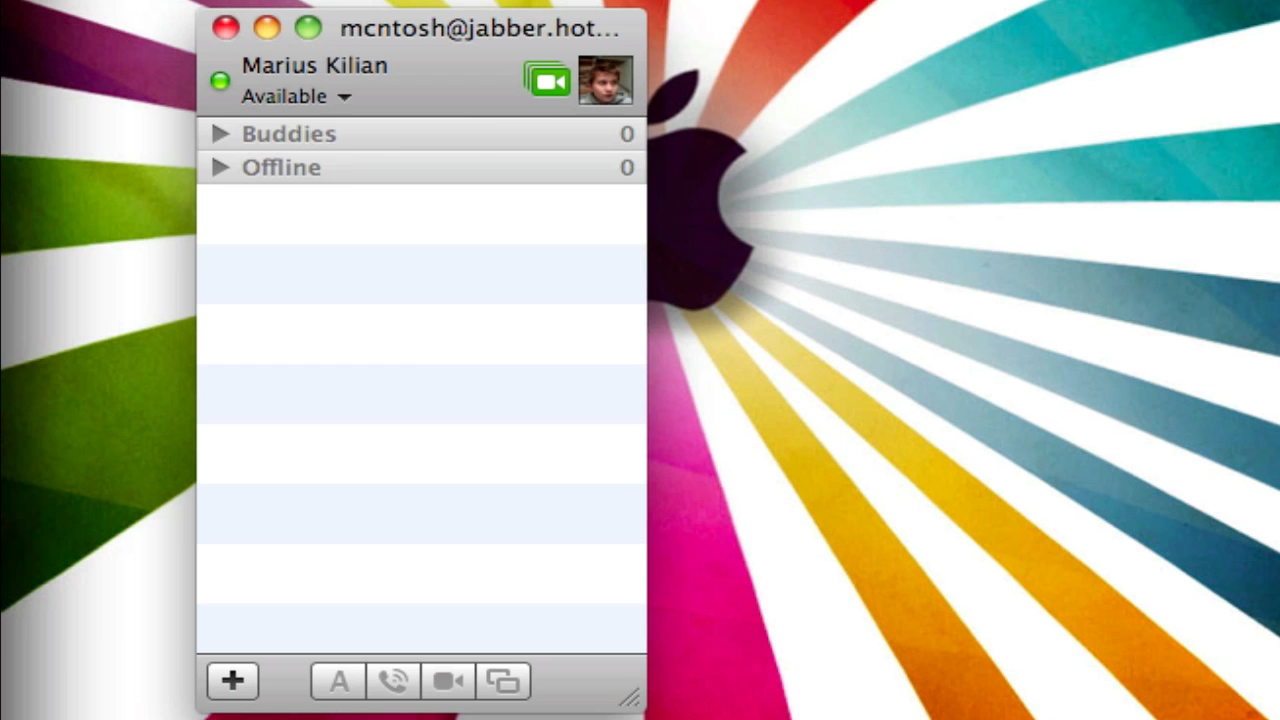 mcntosh@jabber.hot...
Marius Kilian
Available
Buddies 0
Offline 0
A